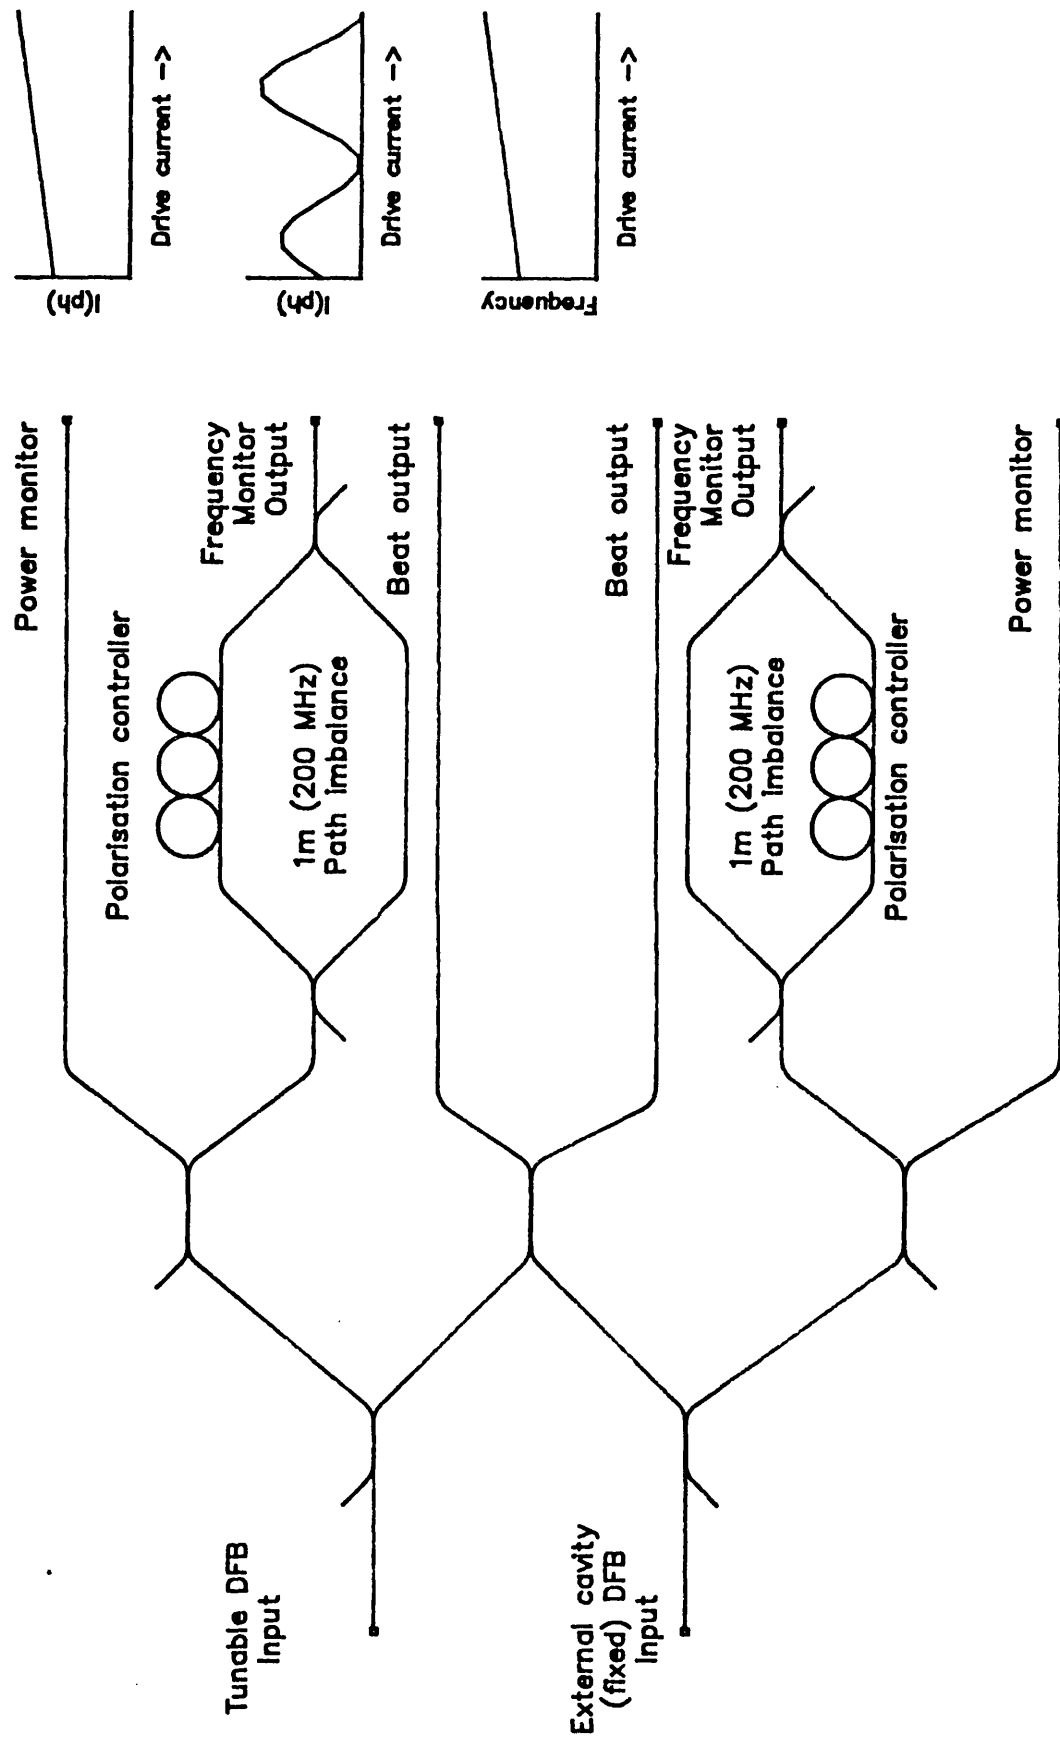 I(ph)
Drive current –>
I(ph)
Drive current –>
Frequency
Drive current –>
Power monitor
Polarisation controller
Frequency
Monitor
Output
1m (200 MHz)
Path imbalance
Beat output
Tunable DFB
Input
Beat output
External cavity
(fixed) DFB
Input
Frequency
Monitor
Output
1m (200 MHz)
Path imbalance
Polarisation controller
Power monitor